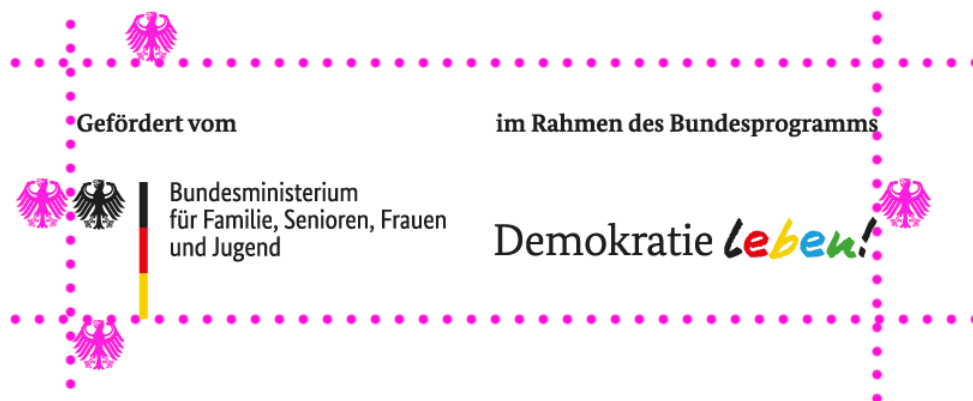 Gefördert vom
im Rahmen des Bundesprogramms
Bundesministerium
für Familie, Senioren, Frauen
und Jugend
Demokratie leben!